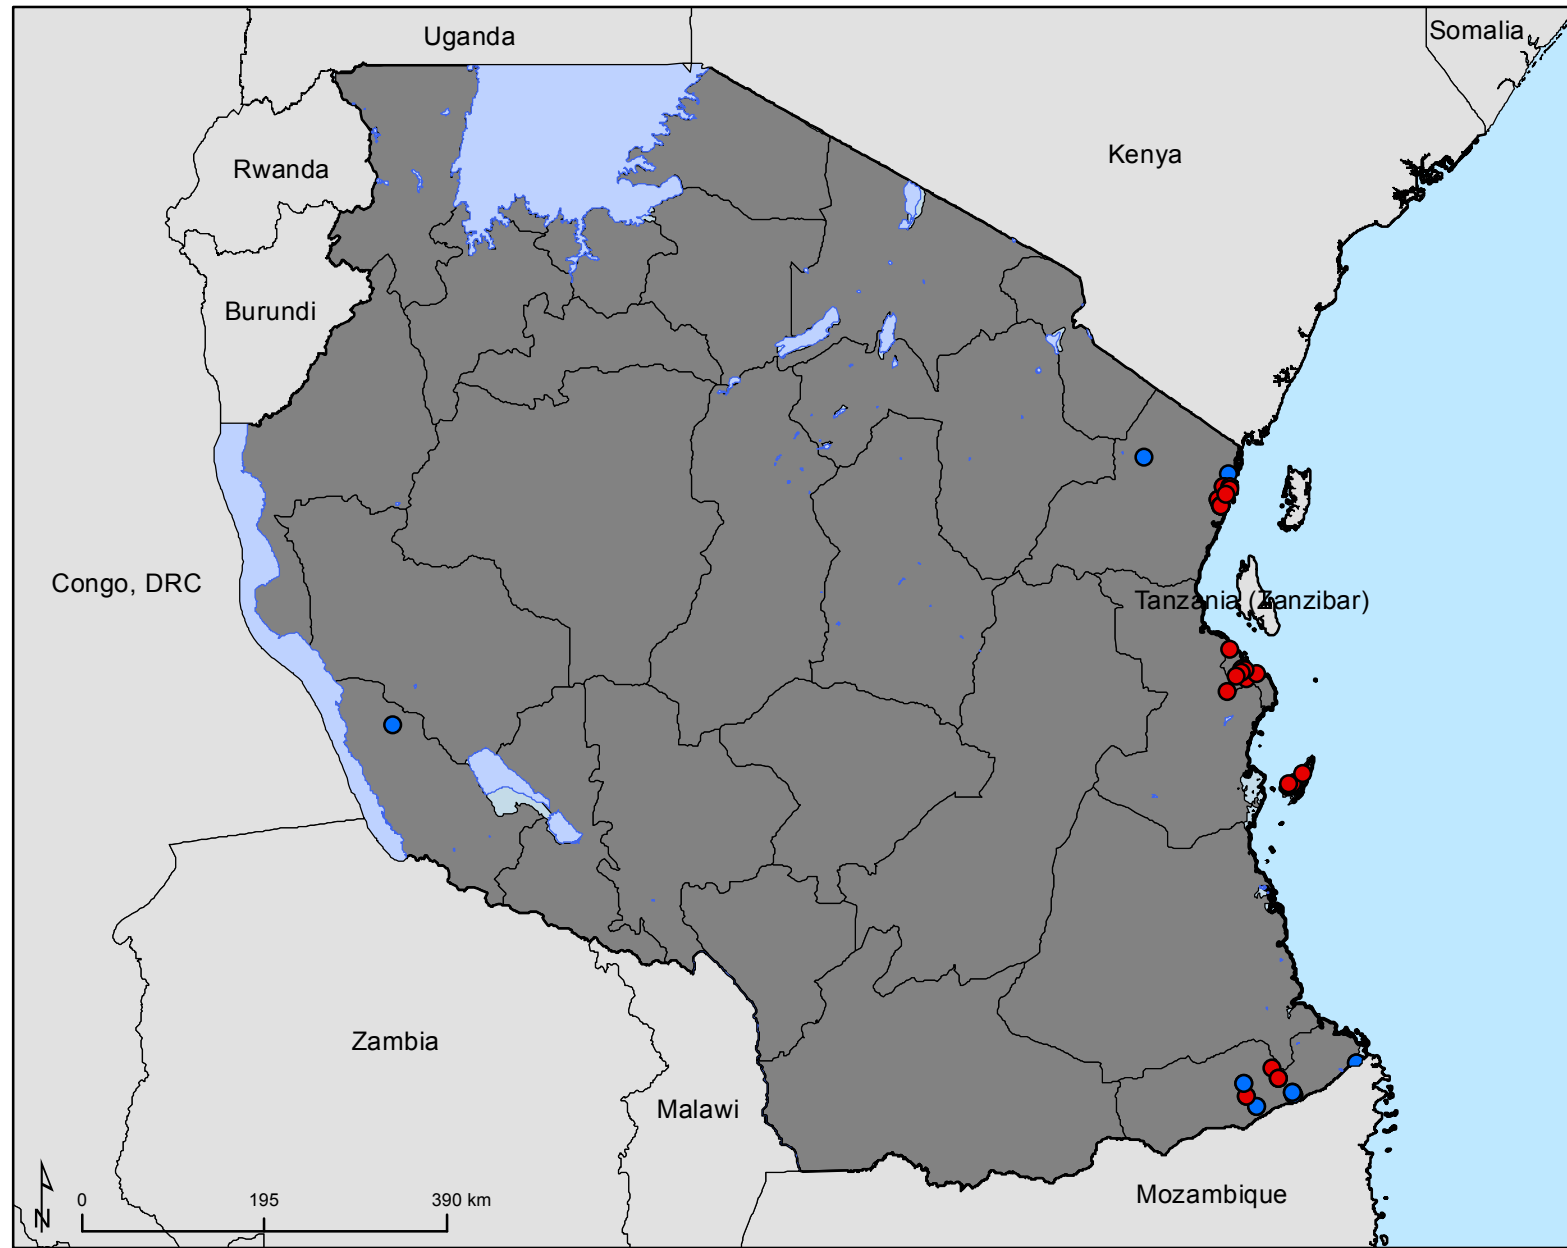 Uganda
Somalia
Kenya
Rwanda
Burundi
Congo, DRC
Tanzania (Zanzibar)
Zambia
Malawi
Mozambique
N
0 195 390 km